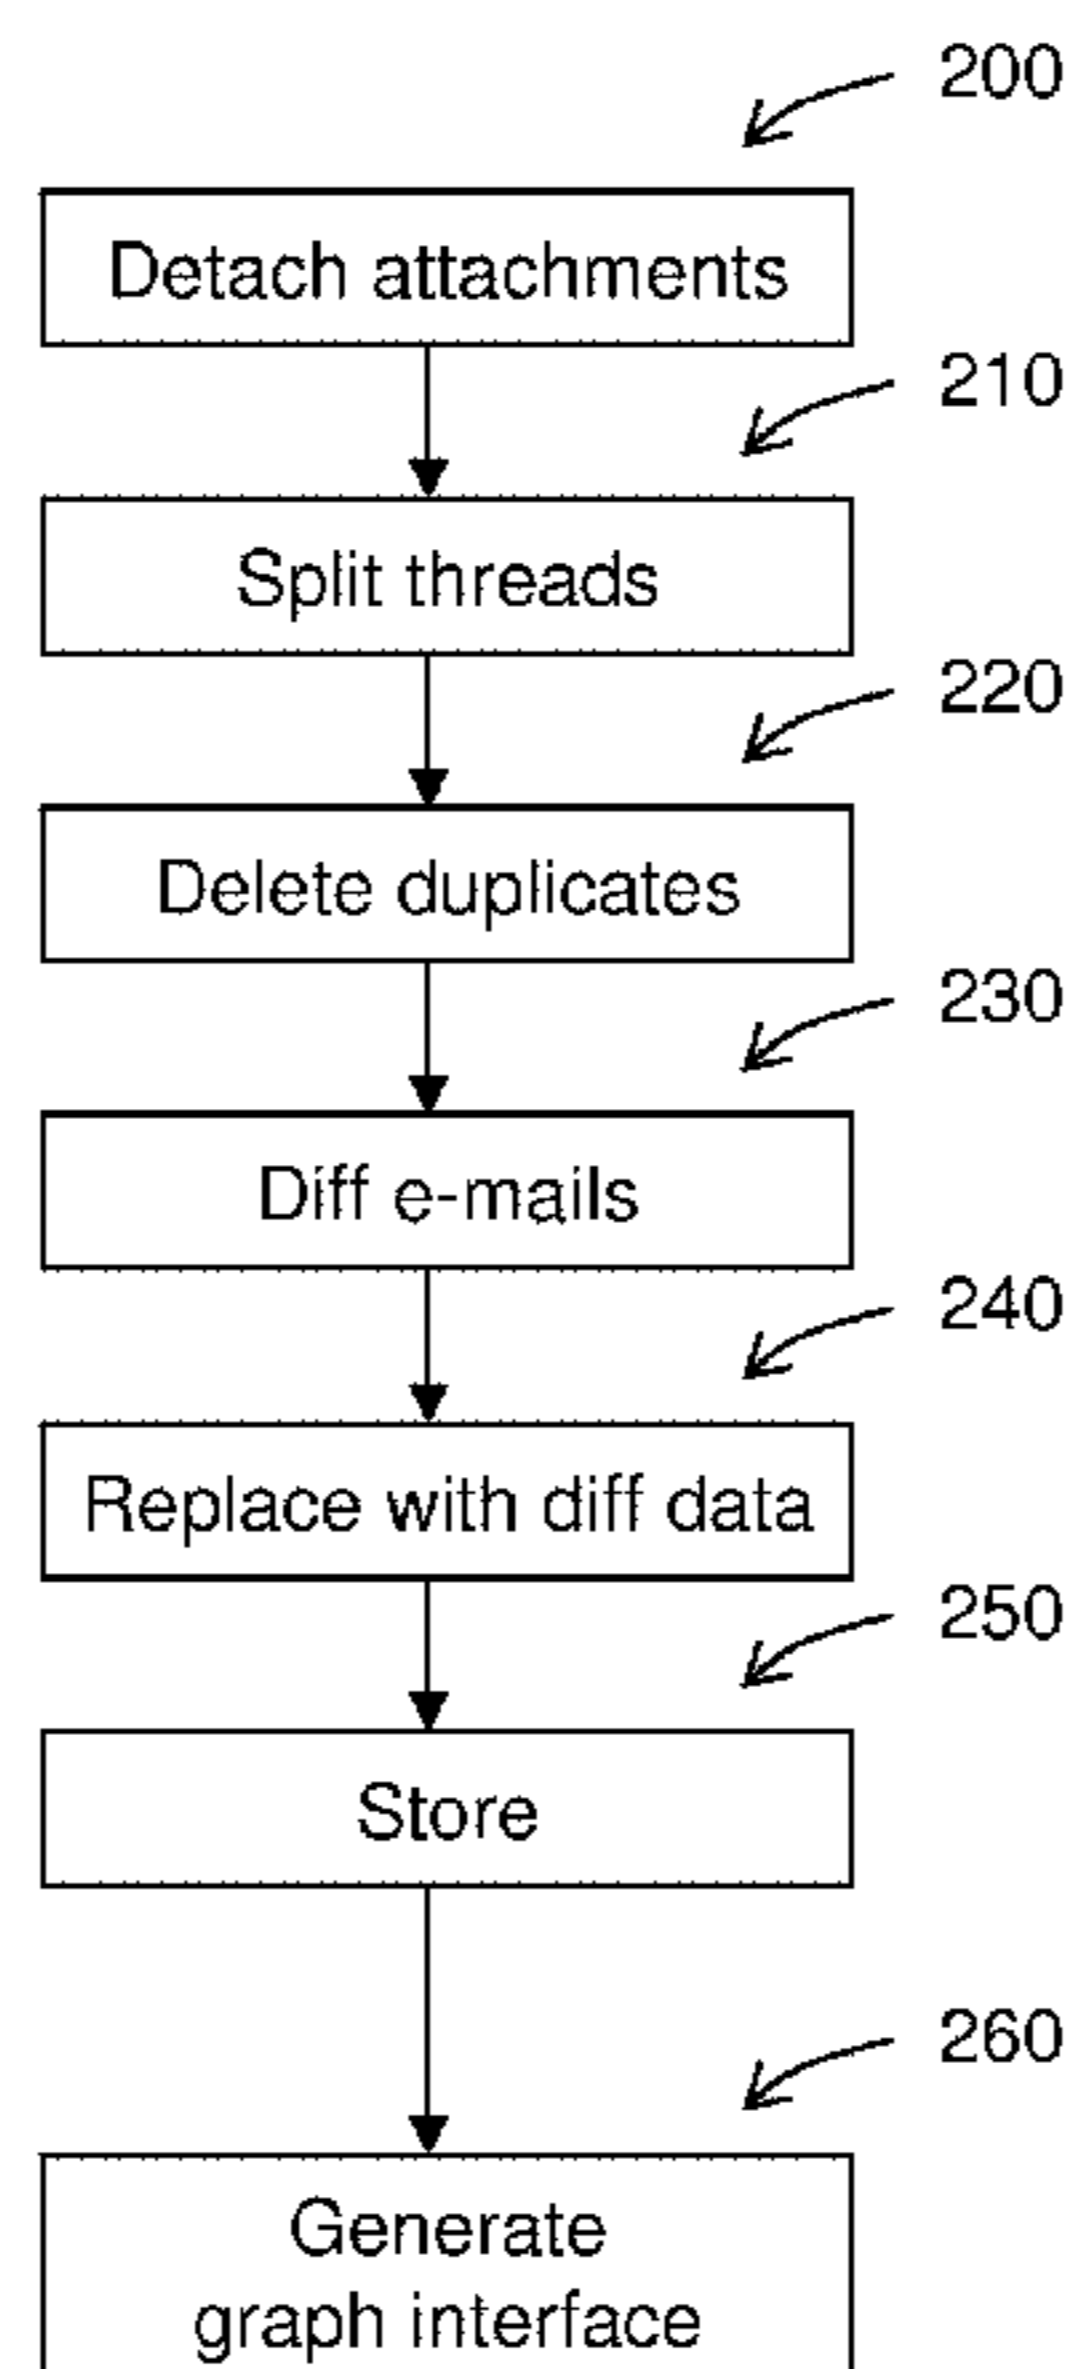 200
Detach attachments
210
Split threads
220
Delete duplicates
230
Diff e-mails
240
Replace with diff data
250
Store
260
Generate
graph interface